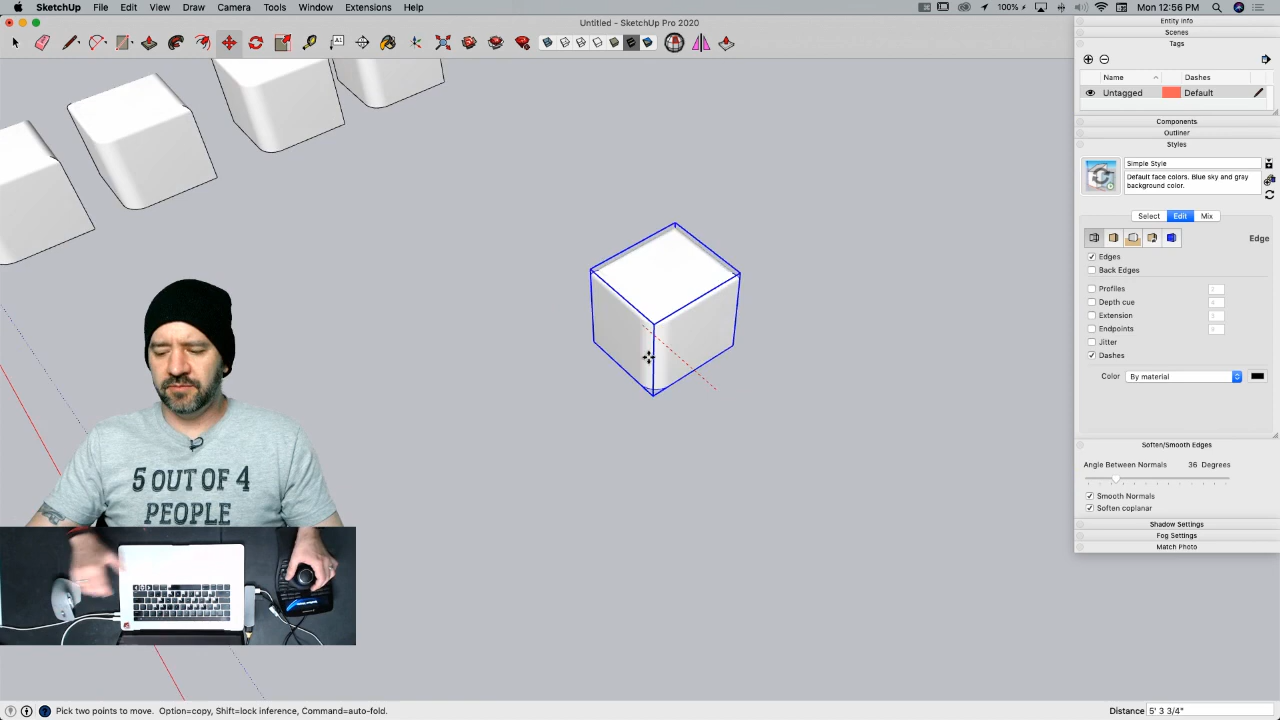 SketchUp File Edit View Draw Camera Tools Window Extensions Help 100% Mon 12:56 PM
Untitled - SketchUp Pro 2020
Entity Info
Scenes
Tags
Name Dashes
Untagged Default
Components
Outliner
Styles
Simple Style
Default face colors. Blue sky and gray
background color.
Select Edit Mix
Edge
Edges
Back Edges
Profiles
Depth cue
Extension
Endpoints
Jitter
Dashes
Color By material
Soften/Smooth Edges
Angle Between Normals 36 Degrees
Smooth Normals
Soften coplanar
Shadow Settings
Fog Settings
Match Photo
5 OUT OF 4
PEOPLE
Pick two points to move. Option=copy, Shift=lock inference, Command=auto-fold. Distance 5' 3 3/4"